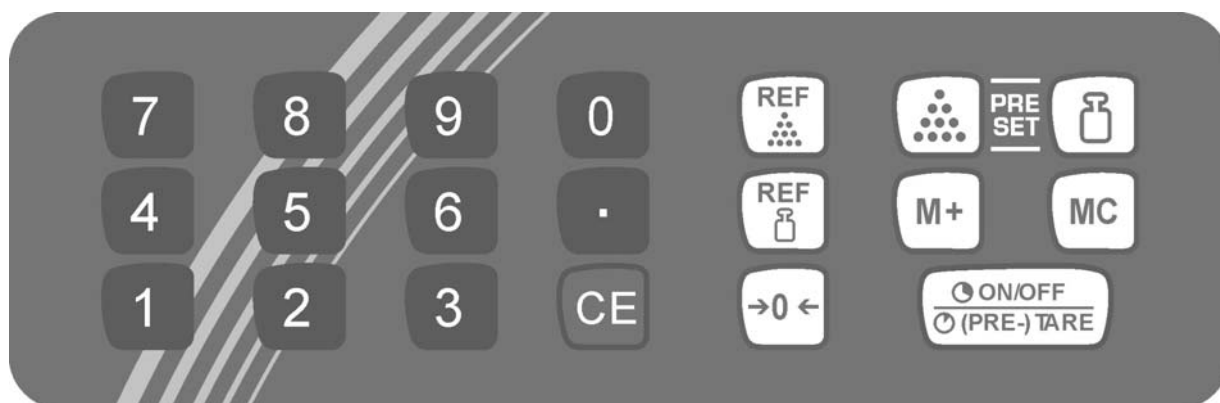 7 8 9 0 REF PRE SET
4 5 6 . REF M+ MC
1 2 3 CE →0← ON/OFF
(PRE-) TARE